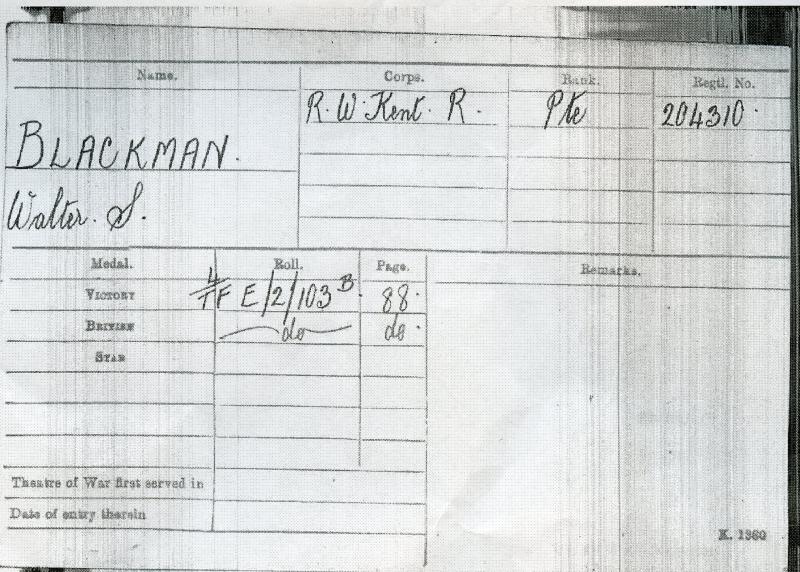 Name. Corps. Rank. Regtl. No.
BLACKMAN. R. W. Kent. R. Pte 204310.
Walter. S.
Medal. Roll. Page. Remarks.
VICTORY TF E/2/103 B. 88.
BRITISH do do.
STAR
Theatre of War first served in
Date of entry therein
K. 1380